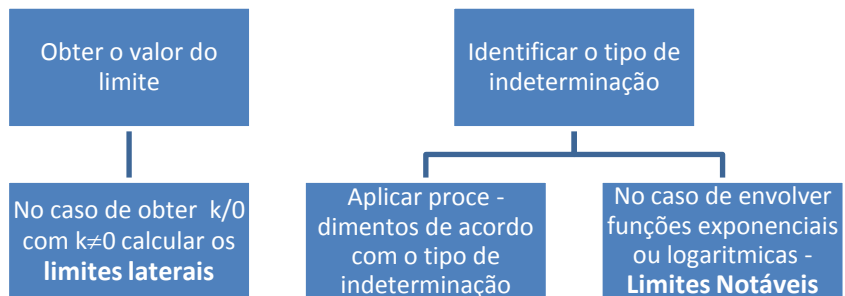 Obter o valor do
limite
Identificar o tipo de
indeterminação
No caso de obter k/0
com k≠0 calcular os
limites laterais
Aplicar proce -
dimentos de acordo
com o tipo de
indeterminação
No caso de envolver
funções exponenciais
ou logaritmicas -
Limites Notáveis